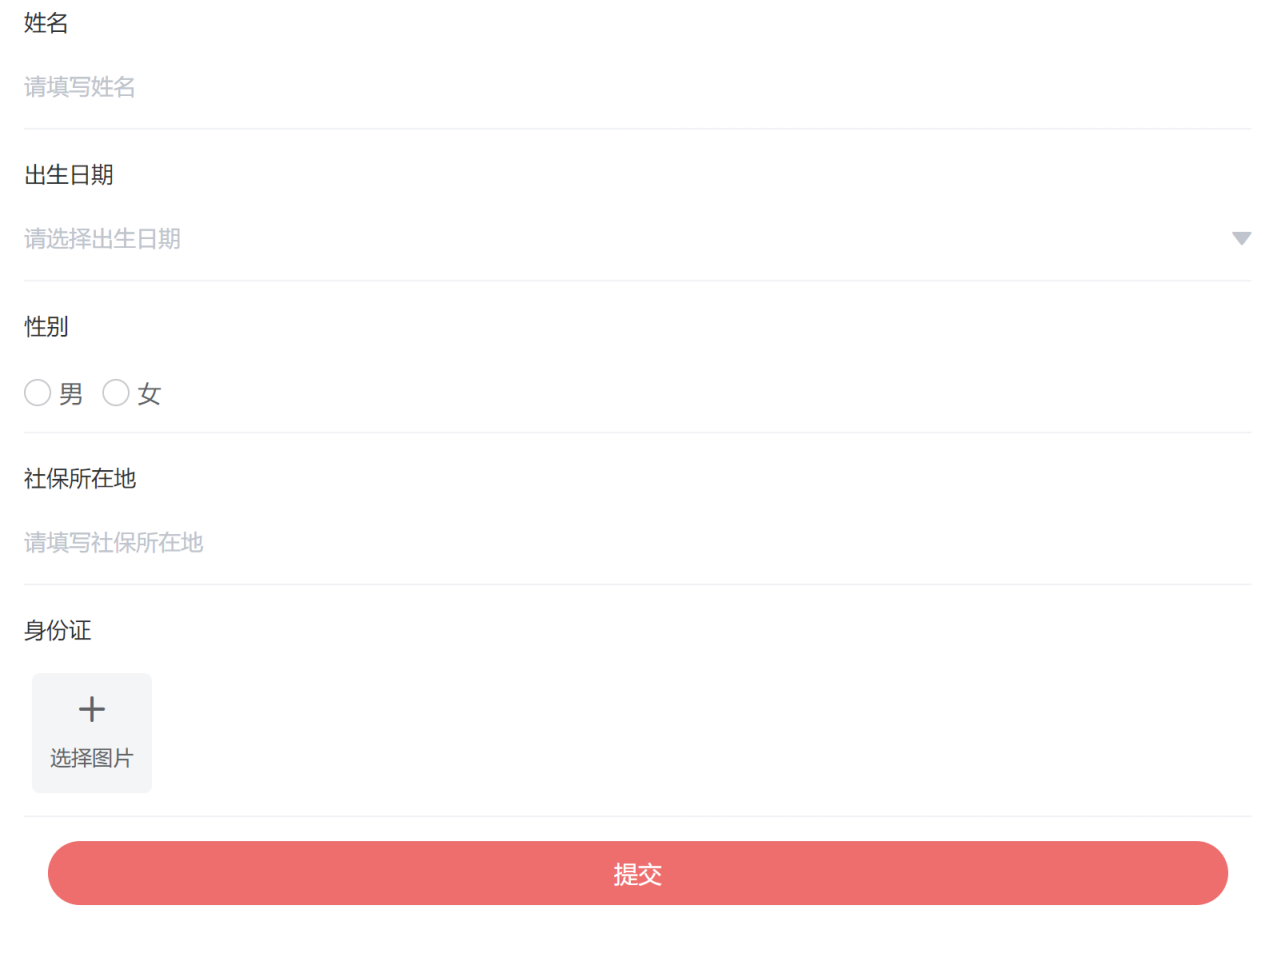 姓名
请填写姓名
出生日期
请选择出生日期
性别
男 女
社保所在地
请填写社保所在地
身份证
选择图片
提交